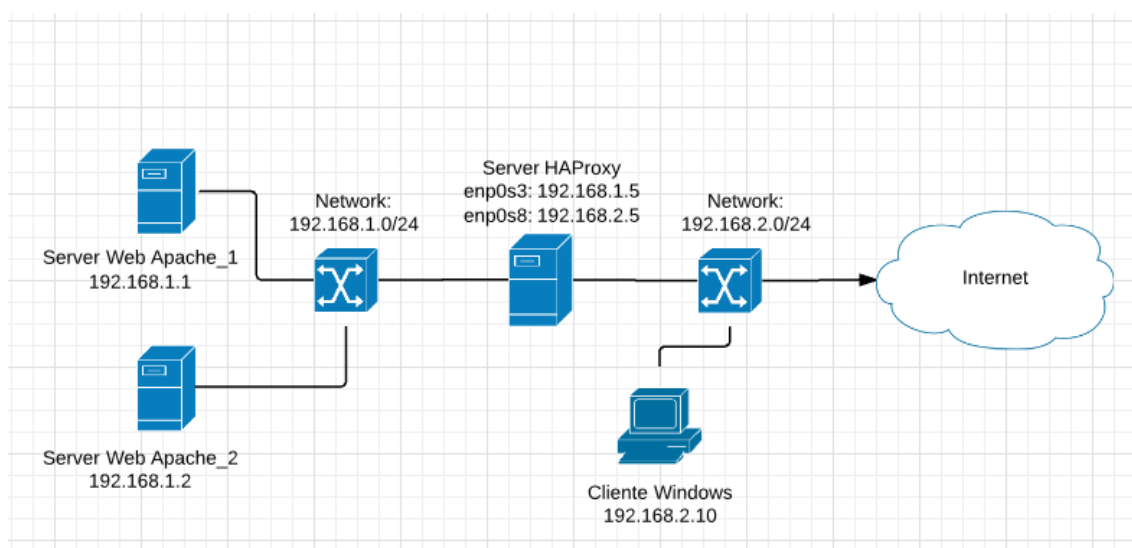 Server HAProxy
enp0s3: 192.168.1.5
enp0s8: 192.168.2.5
Network:
192.168.1.0/24
Network:
192.168.2.0/24
Server Web Apache_1
192.168.1.1
Internet
Server Web Apache_2
192.168.1.2
Cliente Windows
192.168.2.10